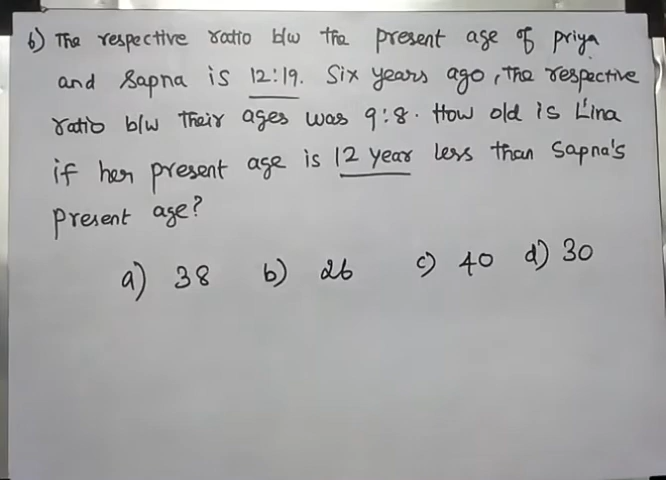 6) The respective ratio b/w the present age of priya
and Sapna is 12:19. Six years ago, the respective
ratio b/w their ages was 9:8. How old is Lina
if her present age is 12 year less than Sapna's
present age?
a) 38 b) 26 c) 40 d) 30